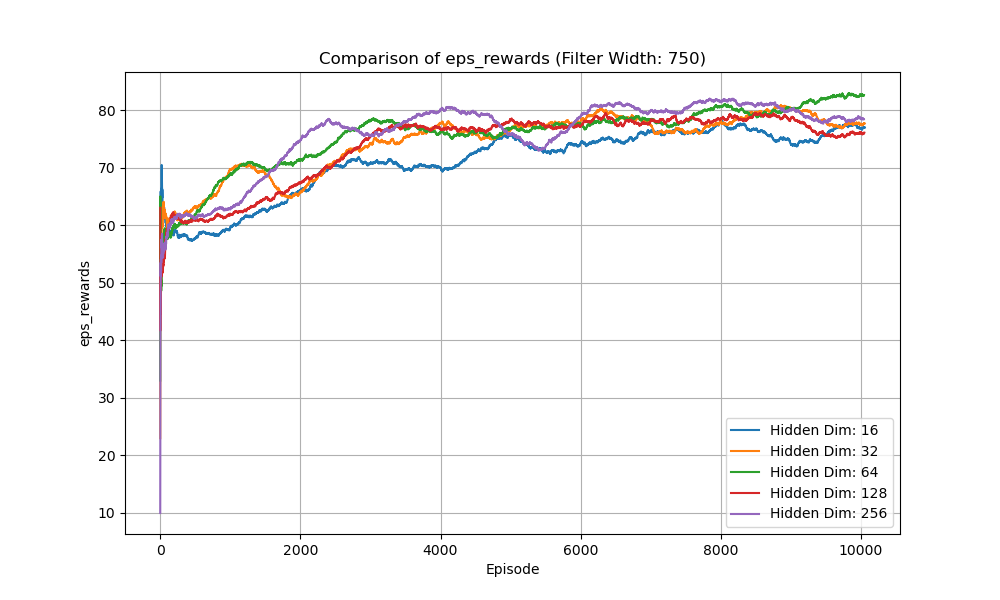 Comparison of eps_rewards (Filter Width: 750)
80
70
60
50
40
30
20
10
eps_rewards
0
2000
4000
6000
8000
10000
Episode
Hidden Dim: 16
Hidden Dim: 32
Hidden Dim: 64
Hidden Dim: 128
Hidden Dim: 256